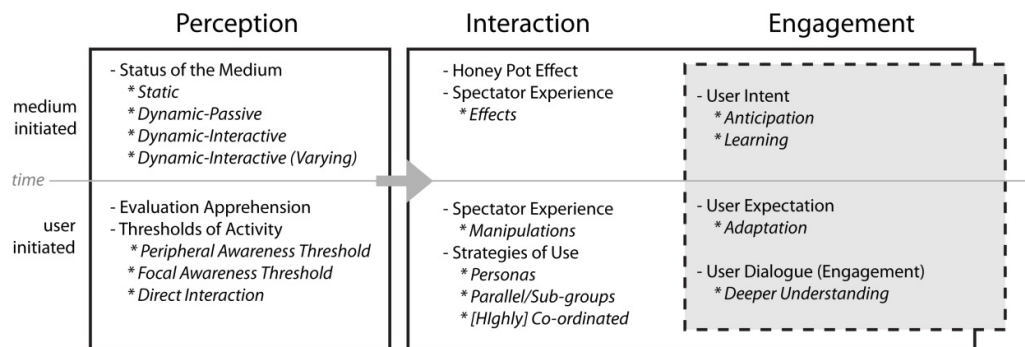 Perception
Interaction
Engagement
medium
initiated
- Status of the Medium
* Static
* Dynamic-Passive
* Dynamic-Interactive
* Dynamic-Interactive (Varying)
- Honey Pot Effect
- Spectator Experience
* Effects
- User Intent
* Anticipation
* Learning
time
user
initiated
- Evaluation Apprehension
- Thresholds of Activity
* Peripheral Awareness Threshold
* Focal Awareness Threshold
* Direct Interaction
- Spectator Experience
* Manipulations
- Strategies of Use
* Personas
* Parallel/Sub-groups
* [HIghly] Co-ordinated
- User Expectation
* Adaptation
- User Dialogue (Engagement)
* Deeper Understanding